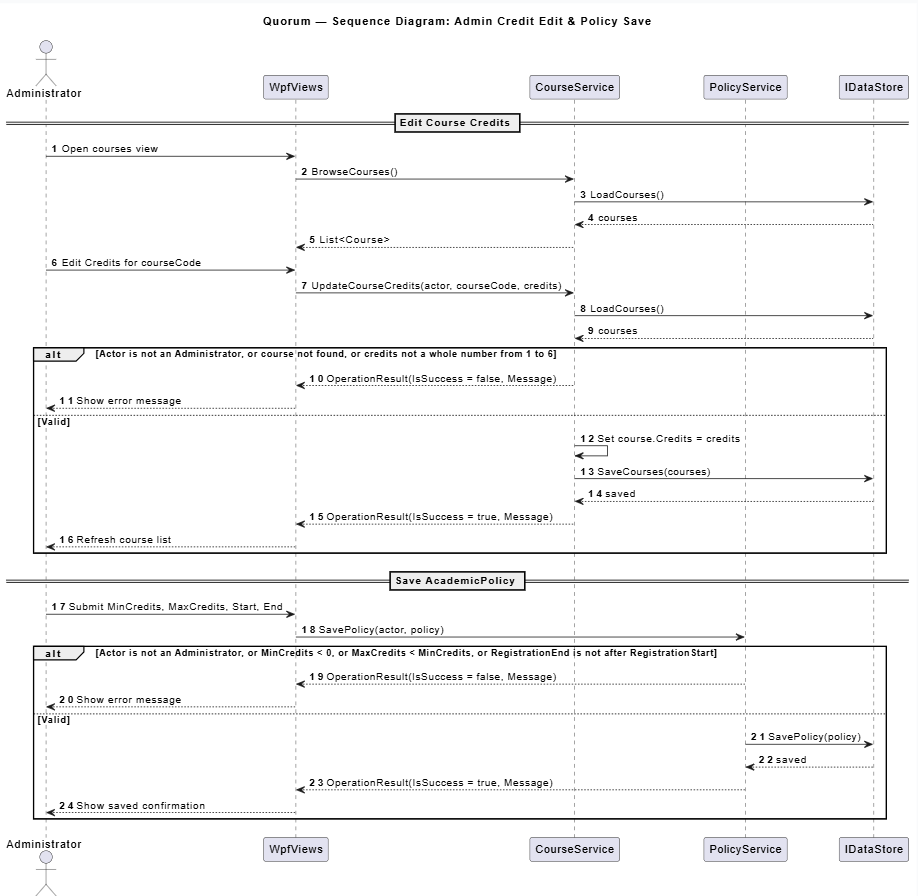 Quorum — Sequence Diagram: Admin Credit Edit & Policy Save
Administrator
WpfViews
CourseService
PolicyService
IDataStore
Edit Course Credits
1 Open courses view
2 BrowseCourses()
3 LoadCourses()
4 courses
5 List<Course>
6 Edit Credits for courseCode
7 UpdateCourseCredits(actor, courseCode, credits)
8 LoadCourses()
9 courses
alt [Actor is not an Administrator, or course not found, or credits not a whole number from 1 to 6]
10 OperationResult(IsSuccess = false, Message)
11 Show error message
[Valid]
12 Set course.Credits = credits
13 SaveCourses(courses)
14 saved
15 OperationResult(IsSuccess = true, Message)
16 Refresh course list
Save AcademicPolicy
17 Submit MinCredits, MaxCredits, Start, End
18 SavePolicy(actor, policy)
alt [Actor is not an Administrator, or MinCredits < 0, or MaxCredits < MinCredits, or RegistrationEnd is not after RegistrationStart]
19 OperationResult(IsSuccess = false, Message)
20 Show error message
[Valid]
21 SavePolicy(policy)
22 saved
23 OperationResult(IsSuccess = true, Message)
24 Show saved confirmation
Administrator
WpfViews
CourseService
PolicyService
IDataStore